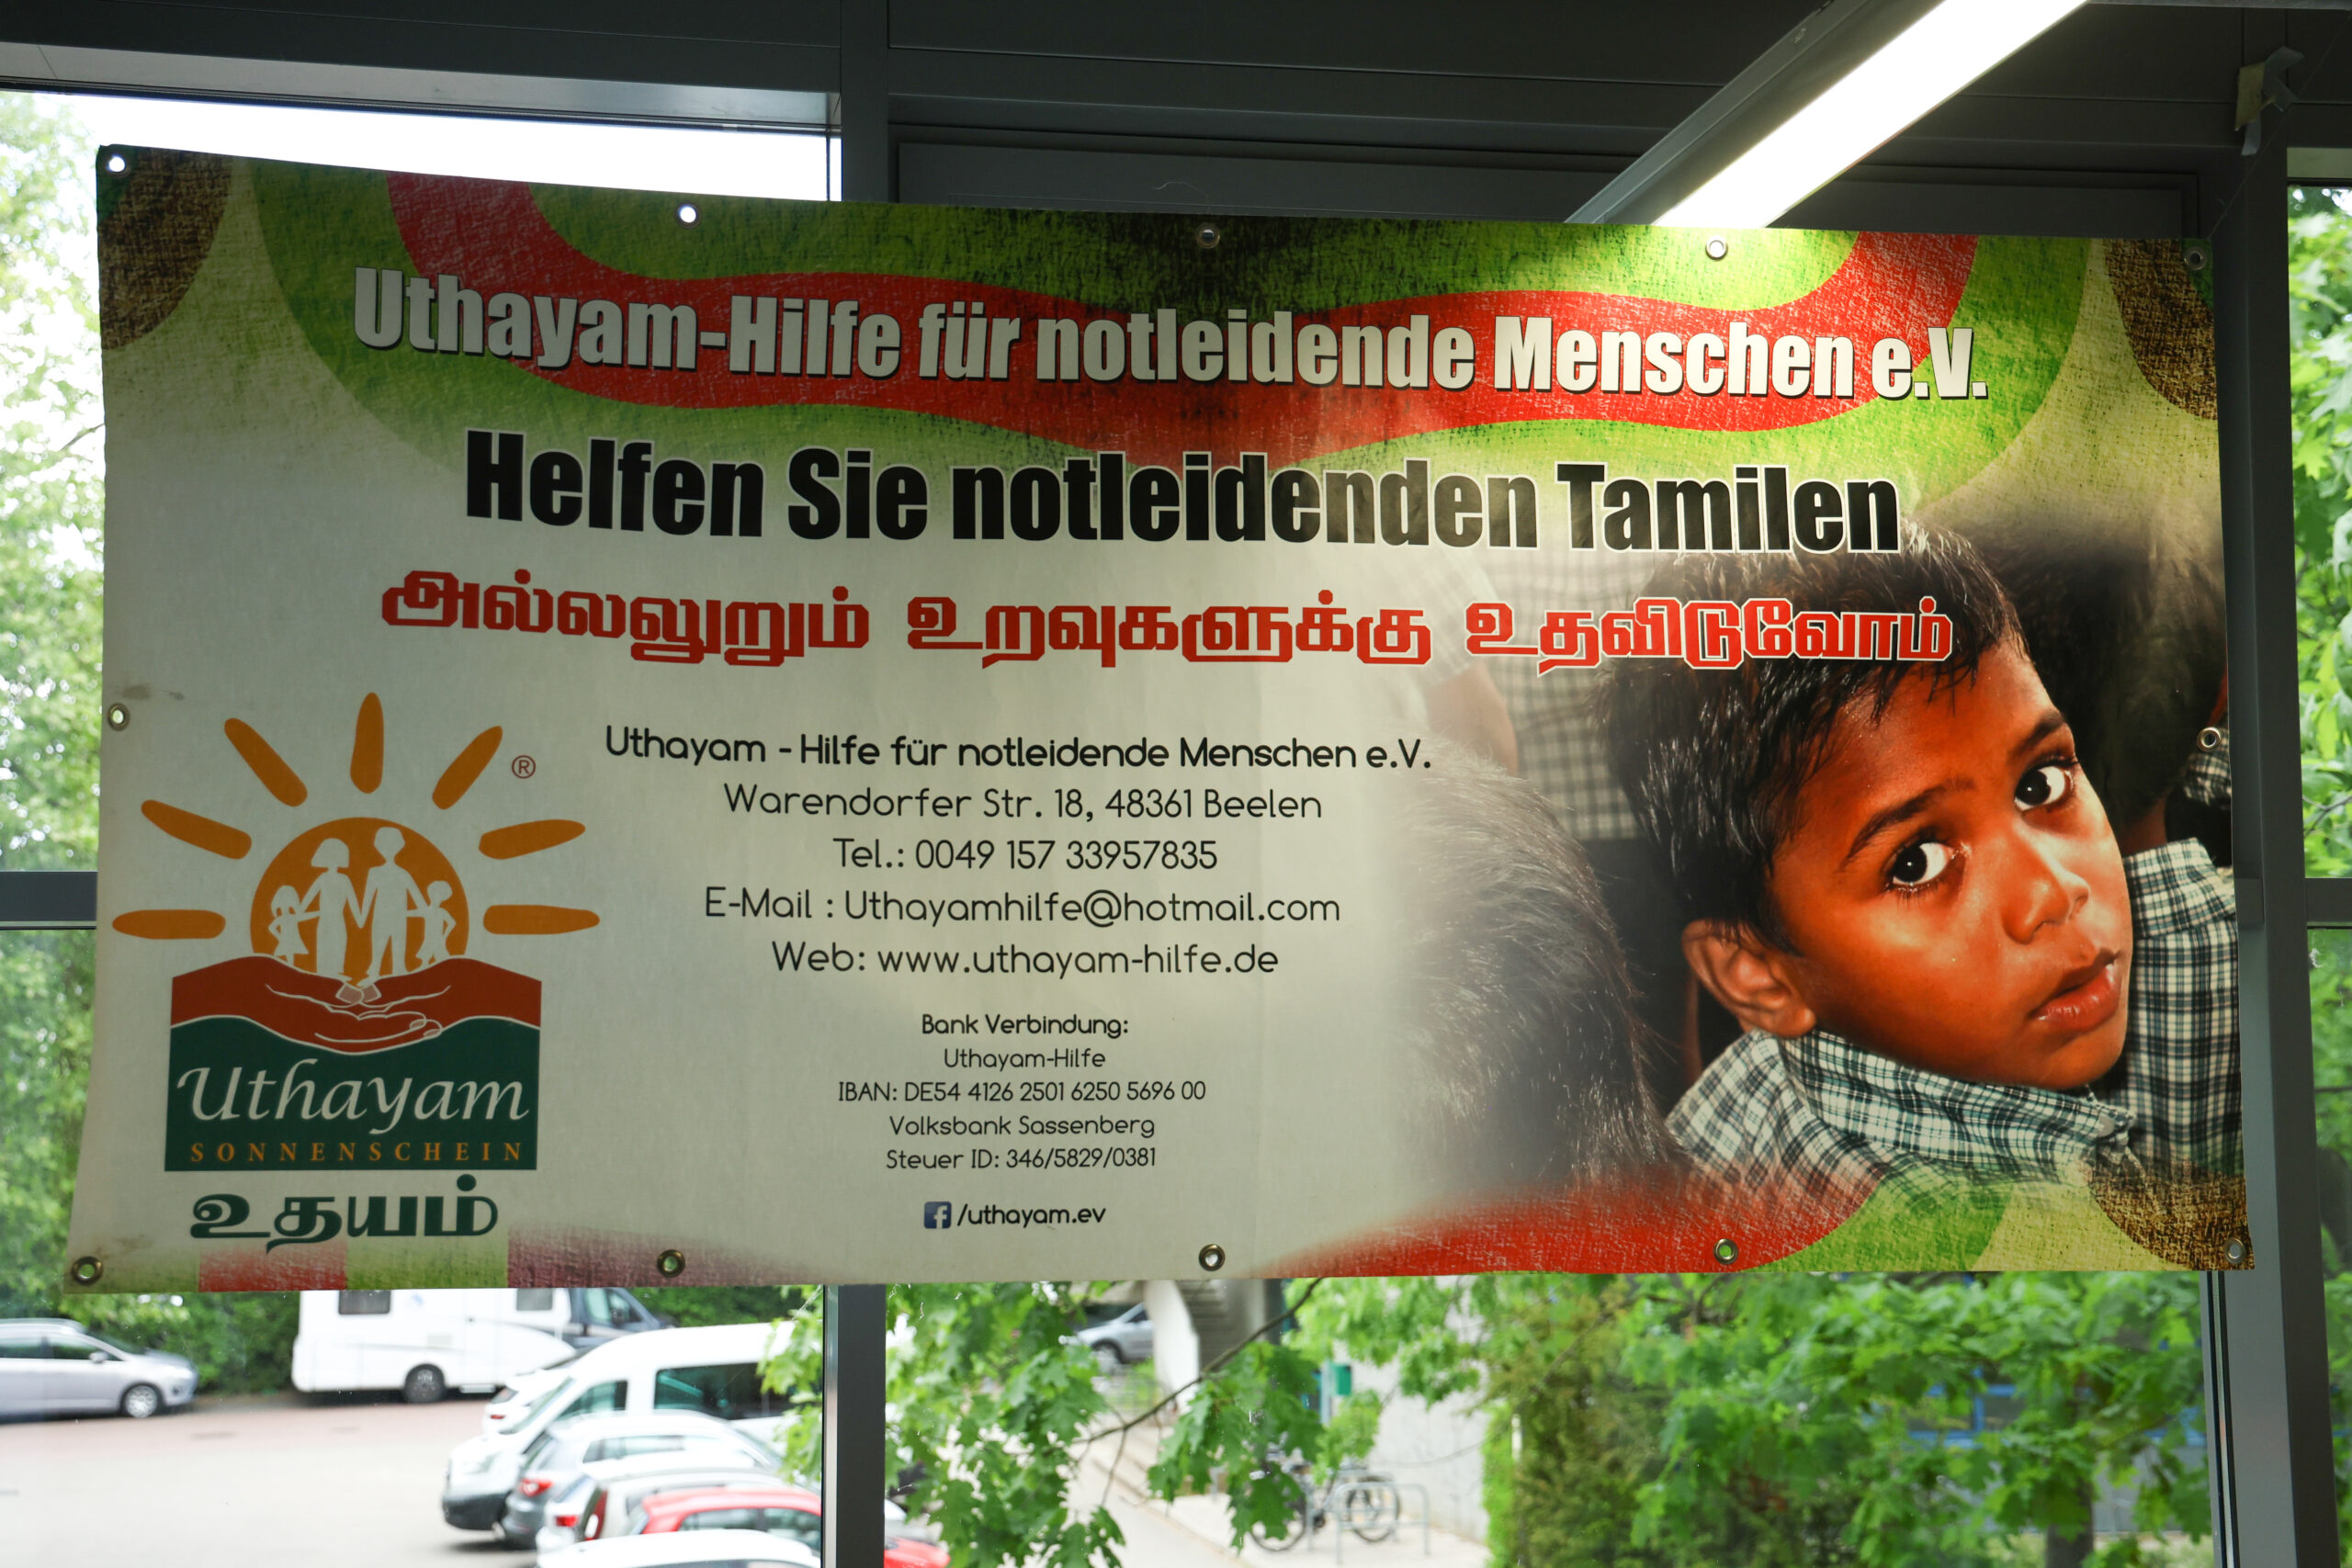 Uthayam-Hilfe für notleidende Menschen e.V.
Helfen Sie notleidenden Tamilen
அல்லலுறும் உறவுகளுக்கு உதவிடுவோம்
®
Uthayam
SONNENSCHEIN
உதயம்
Uthayam - Hilfe für notleidende Menschen e.V.
Warendorfer Str. 18, 48361 Beelen
Tel.: 0049 157 33957835
E-Mail : Uthayamhilfe@hotmail.com
Web: www.uthayam-hilfe.de
Bank Verbindung:
Uthayam-Hilfe
IBAN: DE54 4126 2501 6250 5696 00
Volksbank Sassenberg
Steuer ID: 346/5829/0381
f /uthayam.ev